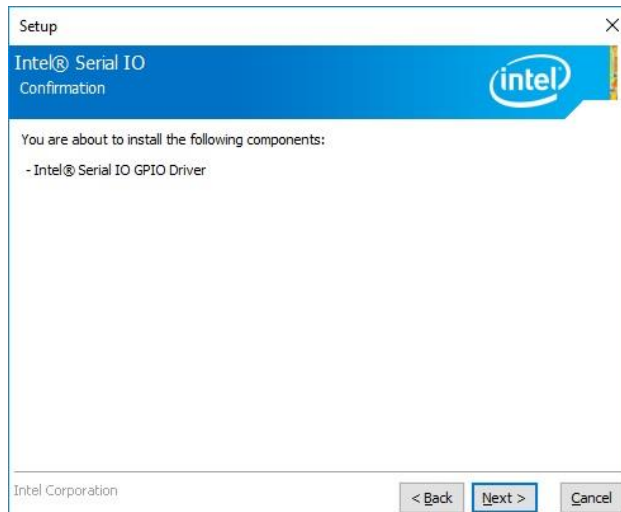 Setup
Intel® Serial IO
Confirmation
intel
You are about to install the following components:
- Intel® Serial IO GPIO Driver
Intel Corporation
< Back Next > Cancel